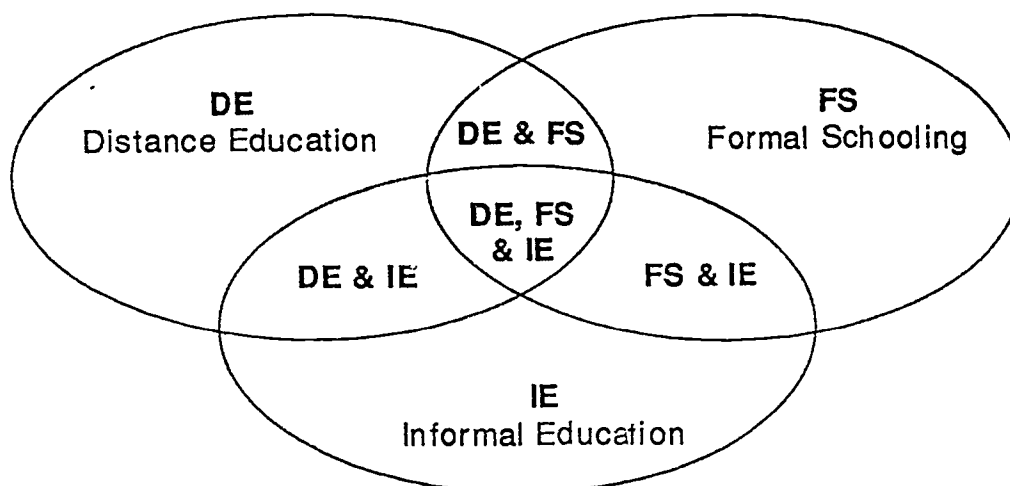 DE
Distance Education
FS
Formal Schooling
DE & FS
DE, FS
& IE
DE & IE
FS & IE
IE
Informal Education